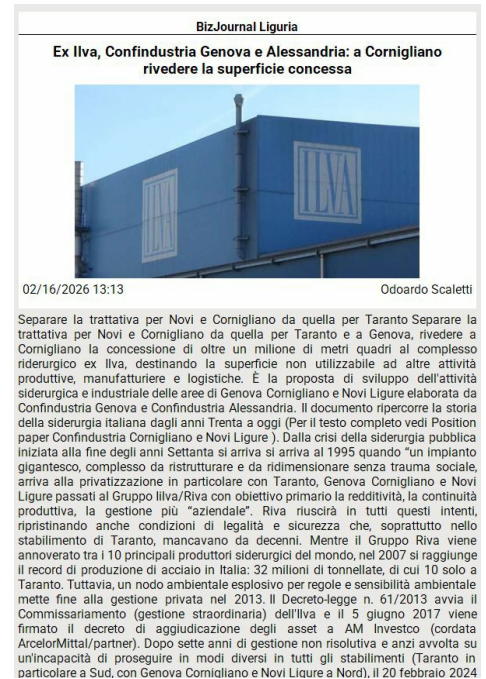 BizJournal Liguria
Ex Ilva, Confindustria Genova e Alessandria: a Cornigliano
rivedere la superficie concessa
ILVA
ILVA
02/16/2026 13:13
Odoardo Scaletti
Separare la trattativa per Novi e Cornigliano da quella per Taranto Separare la
trattativa per Novi e Cornigliano da quella per Taranto e a Genova, rivedere a
Cornigliano la concessione di oltre un milione di metri quadri al complesso
riderurgico ex Ilva, destinando la superficie non utilizzabile ad altre attività
produttive, manufatturiere e logistiche. È la proposta di sviluppo dell'attività
siderurgica e industriale delle aree di Genova Cornigliano e Novi Ligure elaborata da
Confindustria Genova e Confindustria Alessandria. Il documento ripercorre la storia
della siderurgia italiana dagli anni Trenta a oggi (Per il testo completo vedi Position
paper Confindustria Cornigliano e Novi Ligure ). Dalla crisi della siderurgia pubblica
iniziata alla fine degli anni Settanta si arriva si arriva al 1995 quando “un impianto
gigantesco, complesso da ristrutturare e da ridimensionare senza trauma sociale,
arriva alla privatizzazione in particolare con Taranto, Genova Cornigliano e Novi
Ligure passati al Gruppo Iilva/Riva con obiettivo primario la redditività, la continuità
produttiva, la gestione più “aziendale”. Riva riuscirà in tutti questi intenti,
ripristinando anche condizioni di legalità e sicurezza che, soprattutto nello
stabilimento di Taranto, mancavano da decenni. Mentre il Gruppo Riva viene
annoverato tra i 10 principali produttori siderurgici del mondo, nel 2007 si raggiunge
il record di produzione di acciaio in Italia: 32 milioni di tonnellate, di cui 10 solo a
Taranto. Tuttavia, un nodo ambientale esplosivo per regole e sensibilità ambientale
mette fine alla gestione privata nel 2013. Il Decreto-legge n. 61/2013 avvia il
Commissariamento (gestione straordinaria) dell'Ilva e il 5 giugno 2017 viene
firmato il decreto di aggiudicazione degli asset a AM Investco (cordata
ArcelorMittal/partner). Dopo sette anni di gestione non risolutiva e anzi avvolta su
un'incapacità di proseguire in modi diversi in tutti gli stabilimenti (Taranto in
particolare a Sud, con Genova Cornigliano e Novi Ligure a Nord), il 20 febbraio 2024